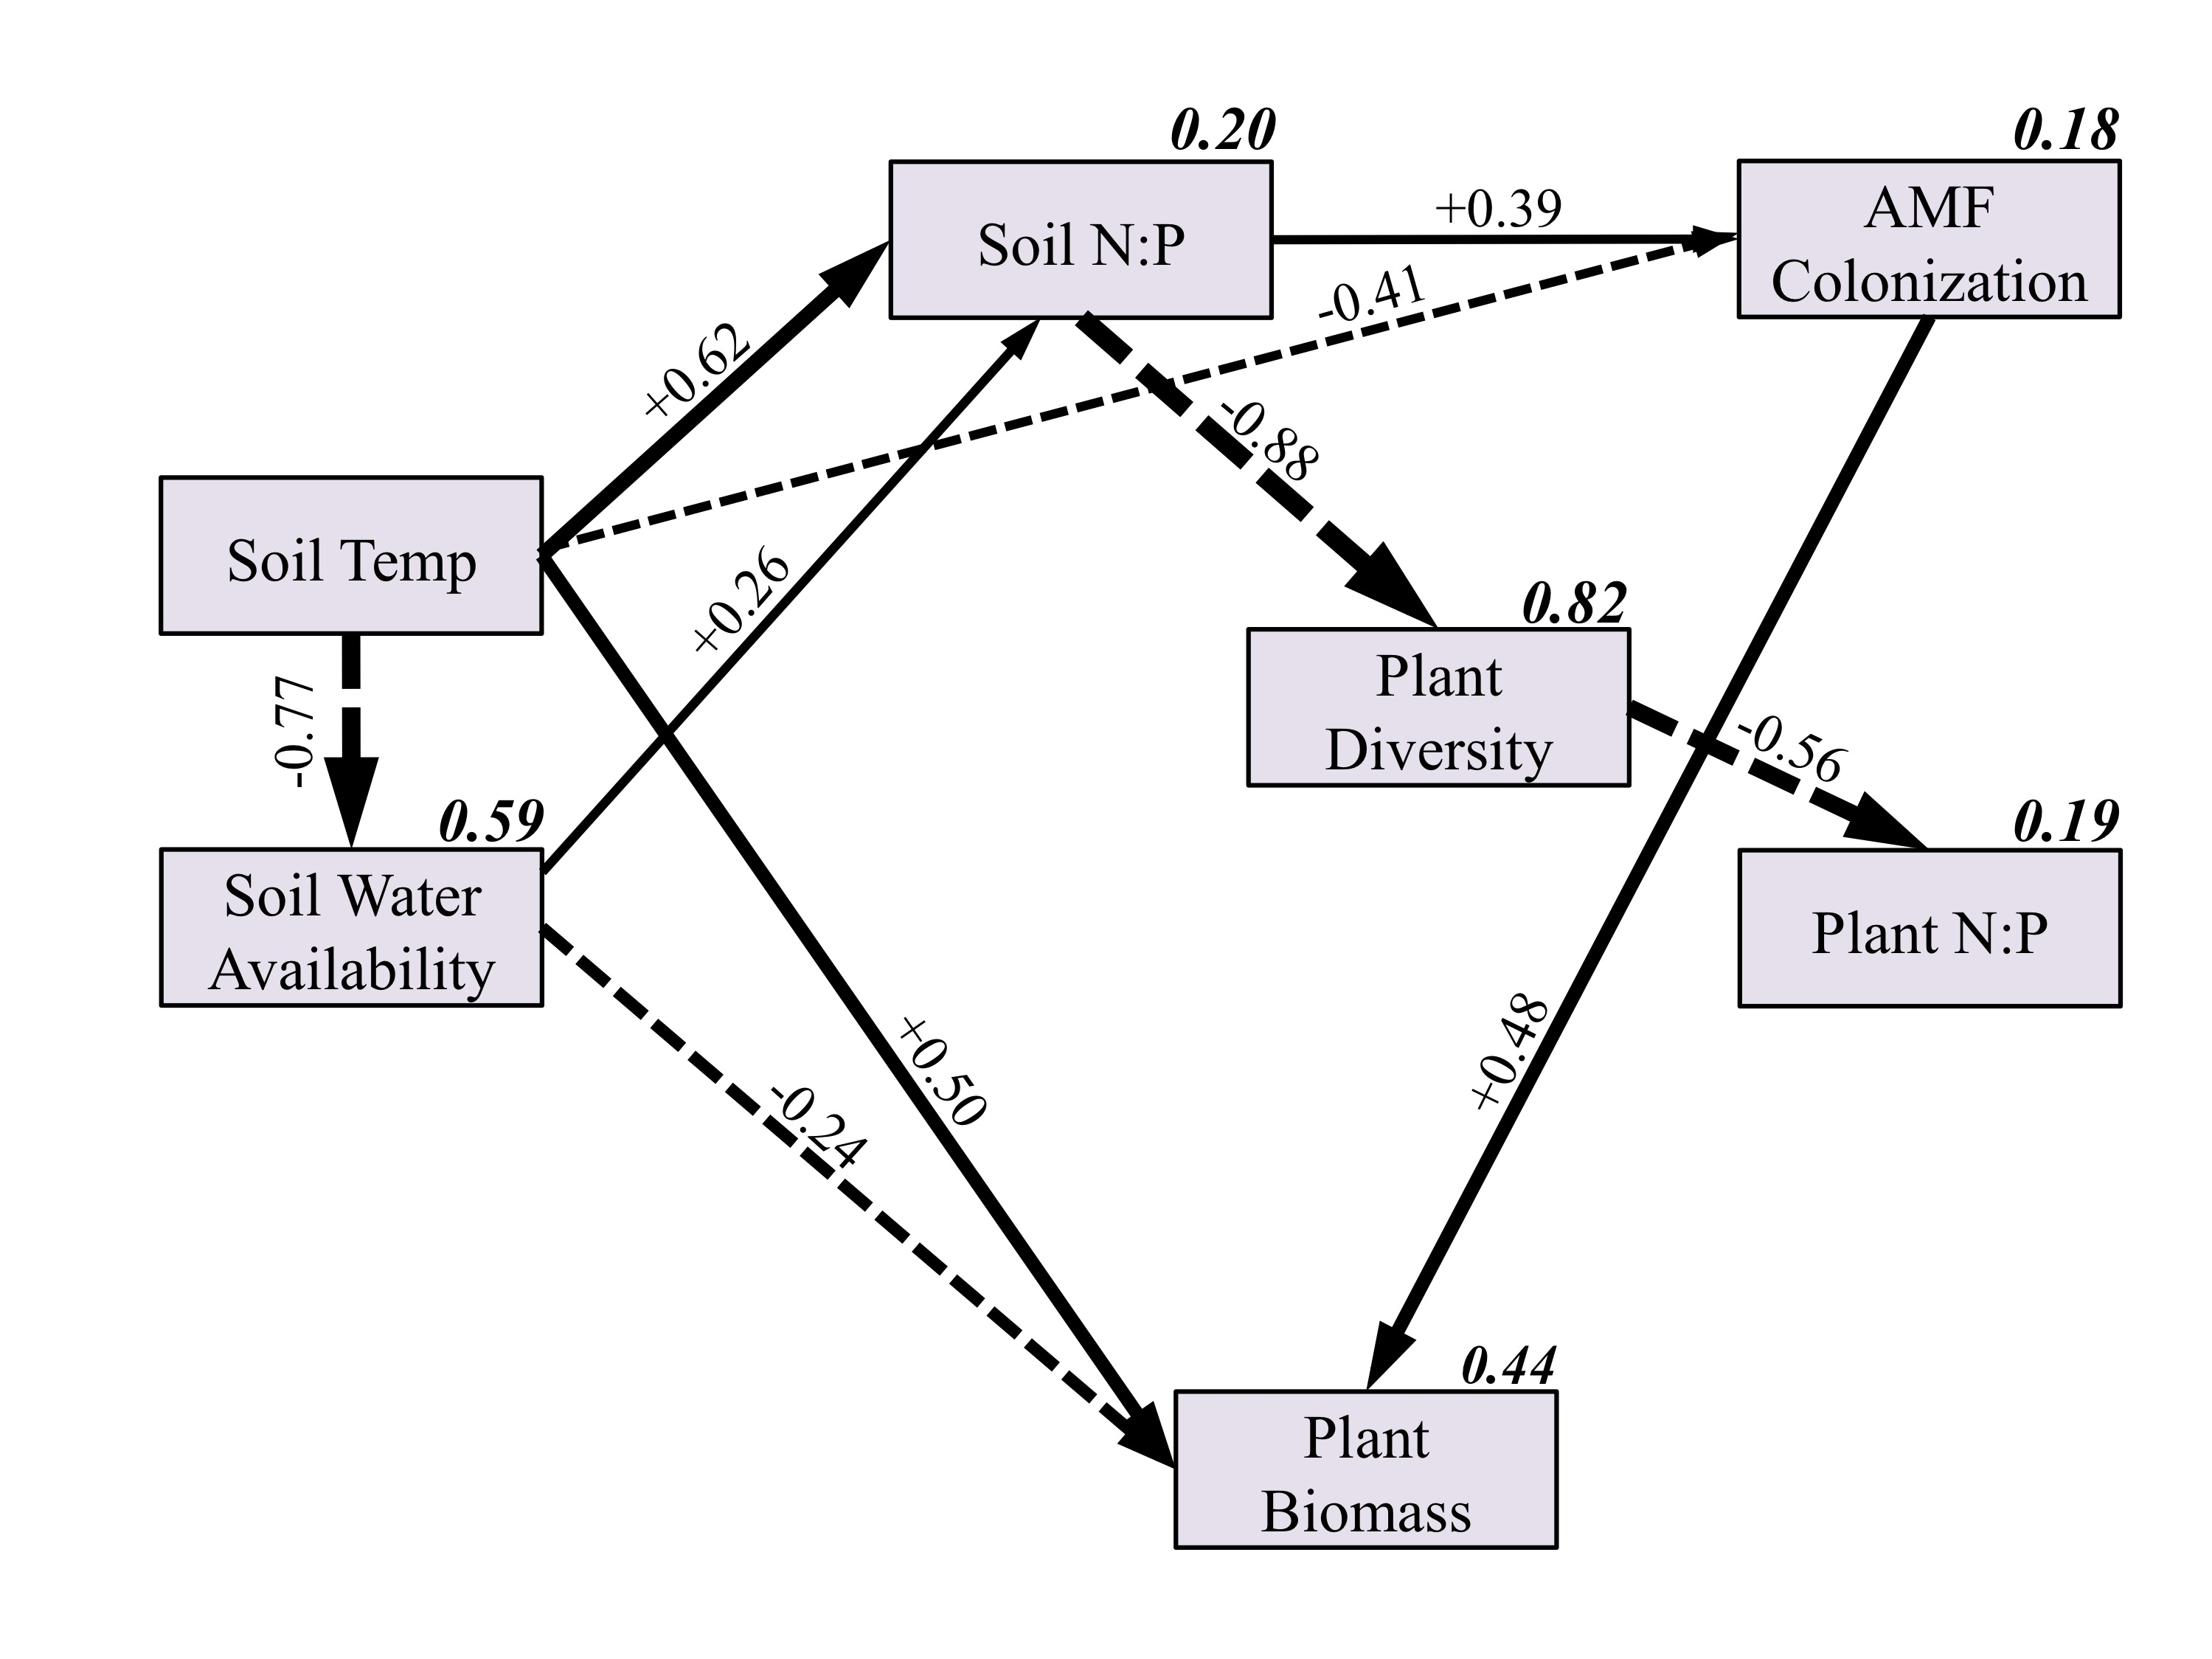 0.20
0.18
Soil N:P
+0.39
AMF
Colonization
-0.41
+0.62
-0.88
Soil Temp
+0.26
0.82
Plant
Diversity
-0.77
-0.56
0.59
0.19
Soil Water
Availability
Plant N:P
+0.50
+0.48
-0.24
0.44
Plant
Biomass